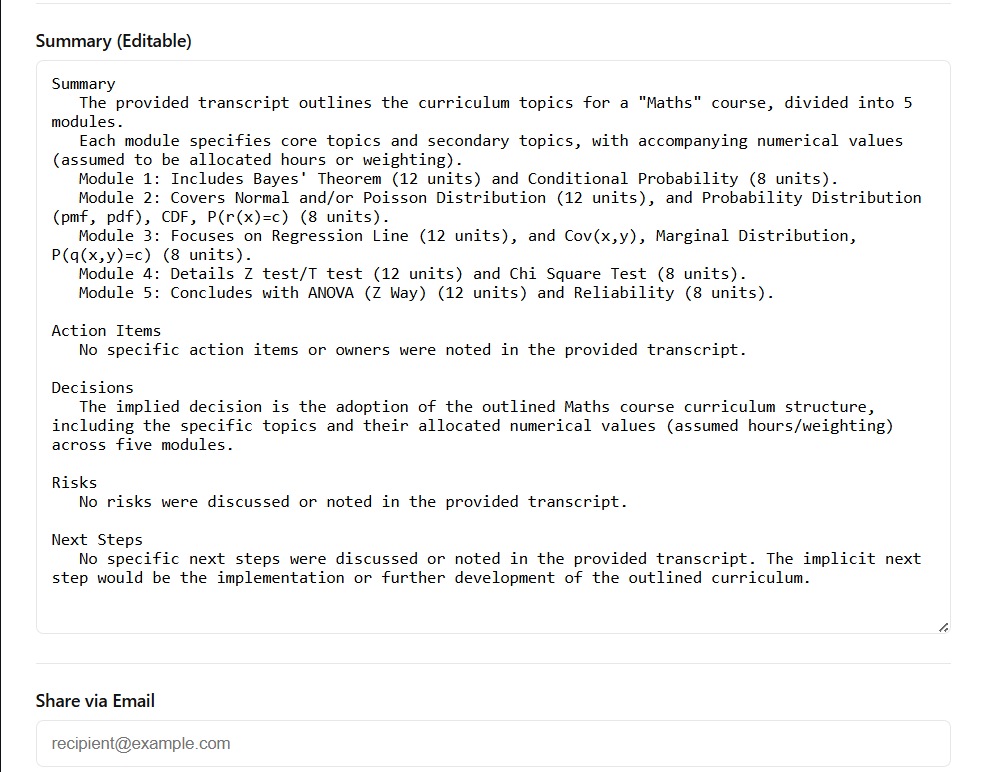 Summary (Editable)
Summary
The provided transcript outlines the curriculum topics for a "Maths" course, divided into 5
modules.
Each module specifies core topics and secondary topics, with accompanying numerical values
(assumed to be allocated hours or weighting).
Module 1: Includes Bayes' Theorem (12 units) and Conditional Probability (8 units).
Module 2: Covers Normal and/or Poisson Distribution (12 units), and Probability Distribution
(pmf, pdf), CDF, P(r(x)=c) (8 units).
Module 3: Focuses on Regression Line (12 units), and Cov(x,y), Marginal Distribution,
P(q(x,y)=c) (8 units).
Module 4: Details Z test/T test (12 units) and Chi Square Test (8 units).
Module 5: Concludes with ANOVA (Z Way) (12 units) and Reliability (8 units).
Action Items
No specific action items or owners were noted in the provided transcript.
Decisions
The implied decision is the adoption of the outlined Maths course curriculum structure,
including the specific topics and their allocated numerical values (assumed hours/weighting)
across five modules.
Risks
No risks were discussed or noted in the provided transcript.
Next Steps
No specific next steps were discussed or noted in the provided transcript. The implicit next
step would be the implementation or further development of the outlined curriculum.
Share via Email
recipient@example.com